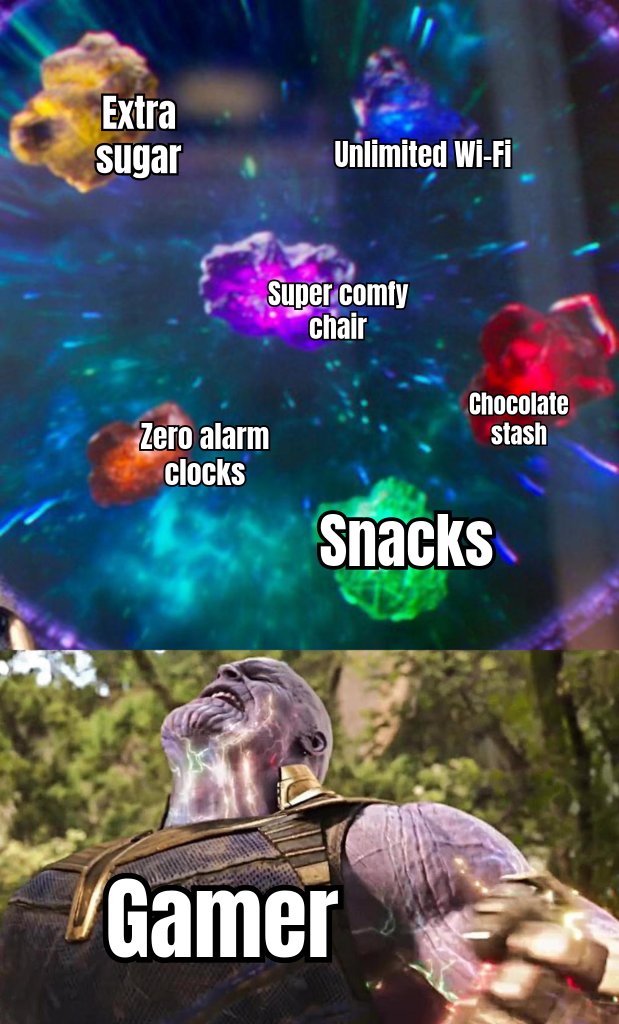 Extra
sugar
Unlimited Wi-Fi
Super comfy
chair
Chocolate
stash
Zero alarm
clocks
Snacks
Gamer